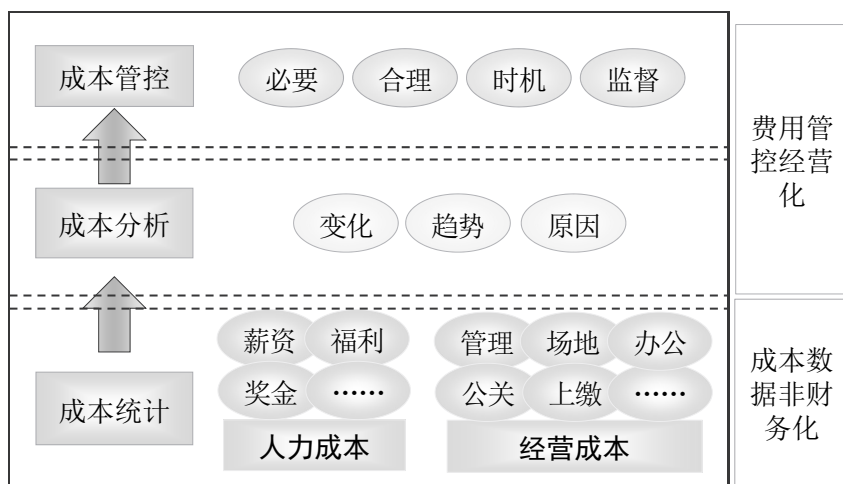 成本管控
必要 合理 时机 监督
费用管
控经营
化
成本分析
变化 趋势 原因
薪资 福利
管理 场地 办公
奖金 ……
公关 上缴 ……
成本统计
人力成本
经营成本
成本数
据非财
务化